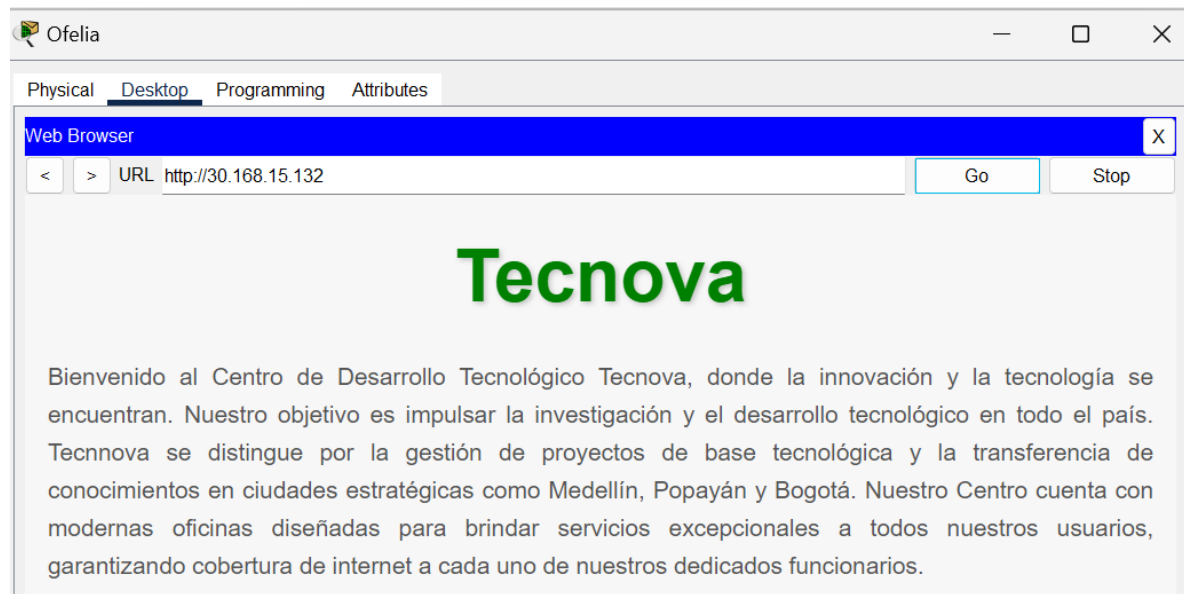 Ofelia
Physical Desktop Programming Attributes
Web Browser X
< > URL http://30.168.15.132 Go Stop
Tecnova
Bienvenido al Centro de Desarrollo Tecnológico Tecnova, donde la innovación y la tecnología se
encuentran. Nuestro objetivo es impulsar la investigación y el desarrollo tecnológico en todo el país.
Tecnnova se distingue por la gestión de proyectos de base tecnológica y la transferencia de
conocimientos en ciudades estratégicas como Medellín, Popayán y Bogotá. Nuestro Centro cuenta con
modernas oficinas diseñadas para brindar servicios excepcionales a todos nuestros usuarios,
garantizando cobertura de internet a cada uno de nuestros dedicados funcionarios.